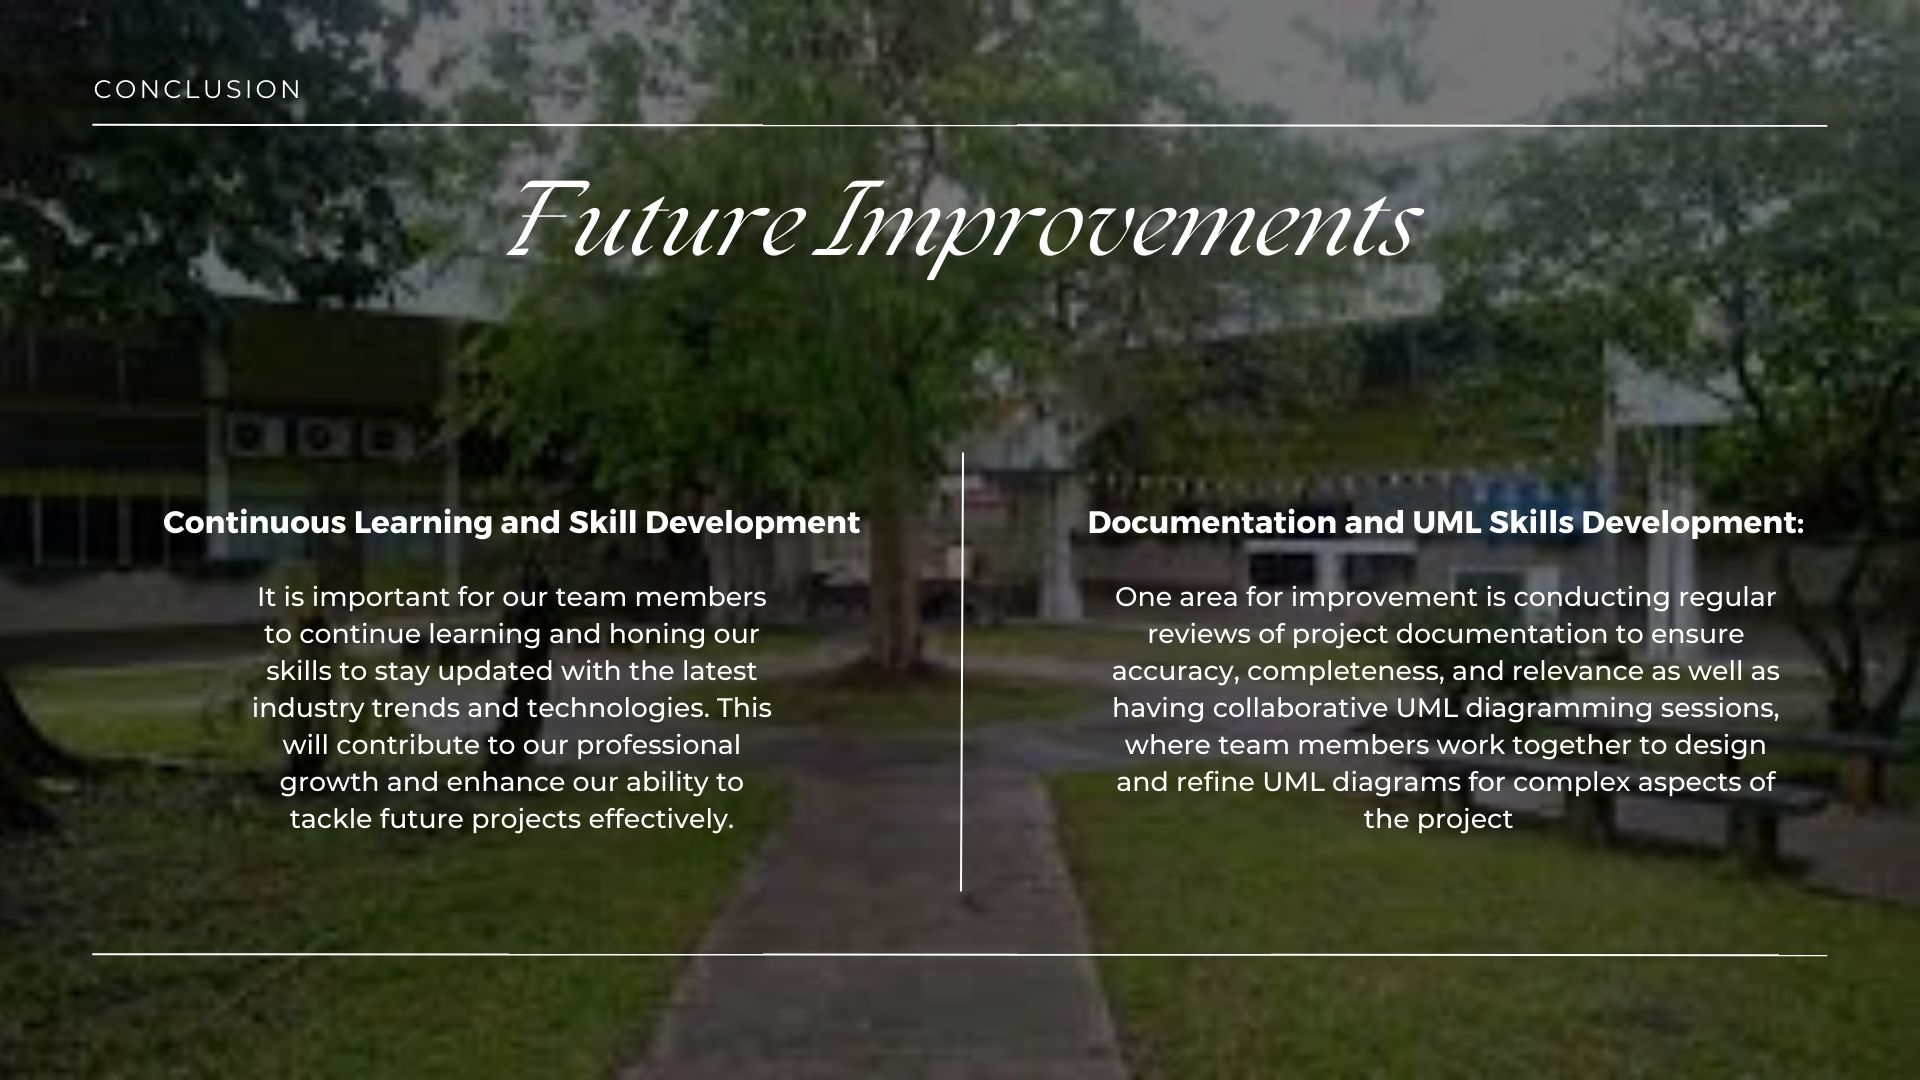 CONCLUSION
Future Improvements
Continuous Learning and Skill Development
It is important for our team members
to continue learning and honing our
skills to stay updated with the latest
industry trends and technologies. This
will contribute to our professional
growth and enhance our ability to
tackle future projects effectively.
Documentation and UML Skills Development:
One area for improvement is conducting regular
reviews of project documentation to ensure
accuracy, completeness, and relevance as well as
having collaborative UML diagramming sessions,
where team members work together to design
and refine UML diagrams for complex aspects of
the project